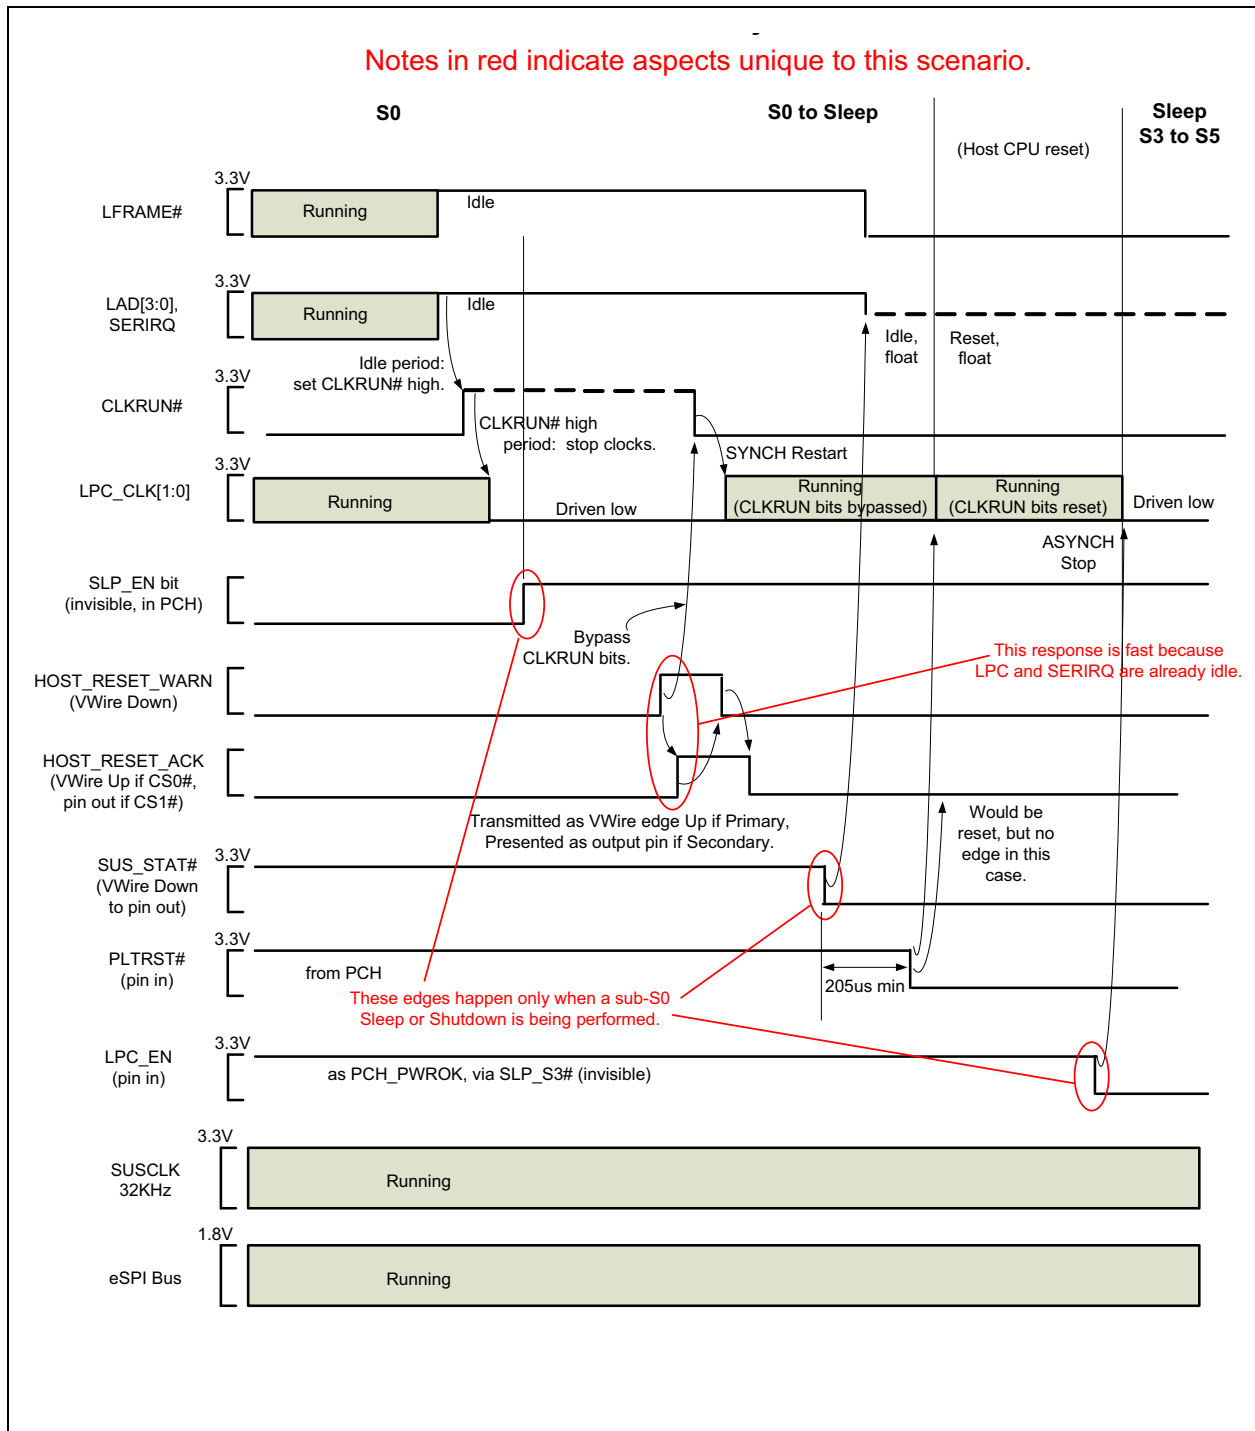 Notes in red indicate aspects unique to this scenario.
S0
S0 to Sleep
Sleep
S3 to S5
(Host CPU reset)
3.3V
LFRAME#
Running
Idle
3.3V
LAD[3:0],
SERIRQ
Running
Idle
Idle,
float
Reset,
float
Idle period:
set CLKRUN# high.
3.3V
CLKRUN#
CLKRUN# high
period: stop clocks.
SYNCH Restart
3.3V
LPC_CLK[1:0]
Running
Driven low
Running
(CLKRUN bits bypassed)
Running
(CLKRUN bits reset)
Driven low
ASYNCH
Stop
SLP_EN bit
(invisible, in PCH)
Bypass
CLKRUN bits.
This response is fast because
LPC and SERIRQ are already idle.
HOST_RESET_WARN
(VWire Down)
HOST_RESET_ACK
(VWire Up if CS0#,
pin out if CS1#)
Transmitted as VWire edge Up if Primary,
Presented as output pin if Secondary.
Would be
reset, but no
edge in this
case.
3.3V
SUS_STAT#
(VWire Down
to pin out)
3.3V
PLTRST#
(pin in)
from PCH
205us min
These edges happen only when a sub-S0
Sleep or Shutdown is being performed.
3.3V
LPC_EN
(pin in)
as PCH_PWROK, via SLP_S3# (invisible)
3.3V
SUSCLK
32KHz
Running
1.8V
eSPI Bus
Running